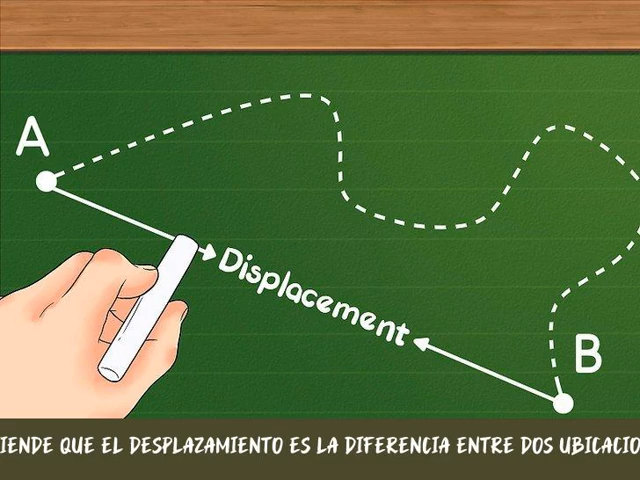 A
Displacement
B
IENDE QUE EL DESPLAZAMIENTO ES LA DIFERENCIA ENTRE DOS UBICACIO